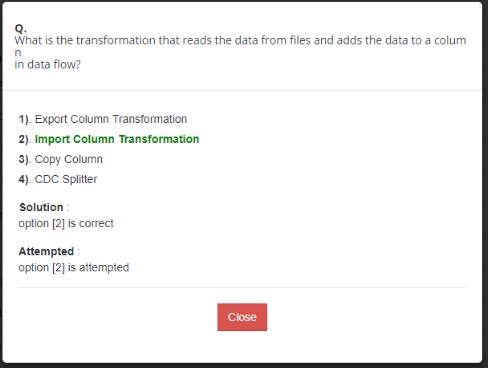 Q.
What is the transformation that reads the data from files and adds the data to a colum
n
in data flow?
1). Export Column Transformation
2). Import Column Transformation
3). Copy Column
4). CDC Splitter
Solution :
option [2] is correct
Attempted :
option [2] is attempted
Close